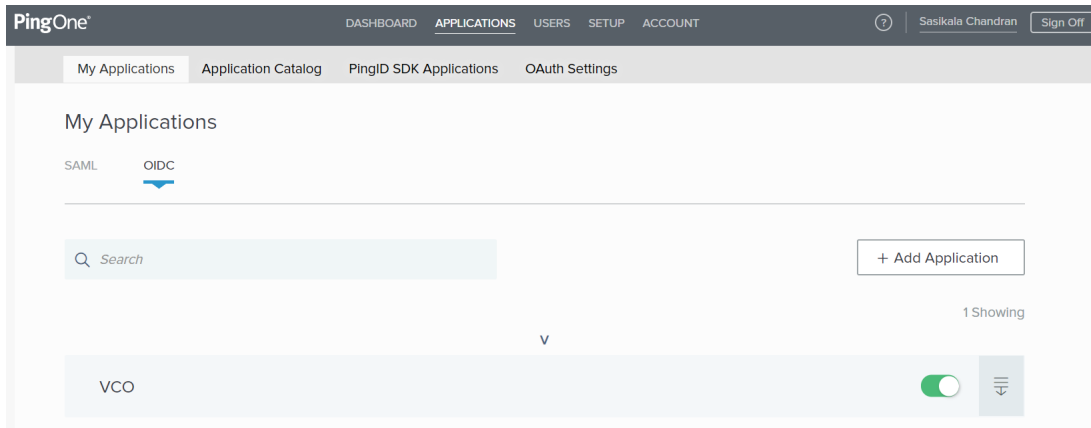 PingOne® DASHBOARD APPLICATIONS USERS SETUP ACCOUNT ? Sasikala Chandran Sign Off
My Applications Application Catalog PingID SDK Applications OAuth Settings
My Applications
SAML OIDC
Search + Add Application
1 Showing
V
VCO